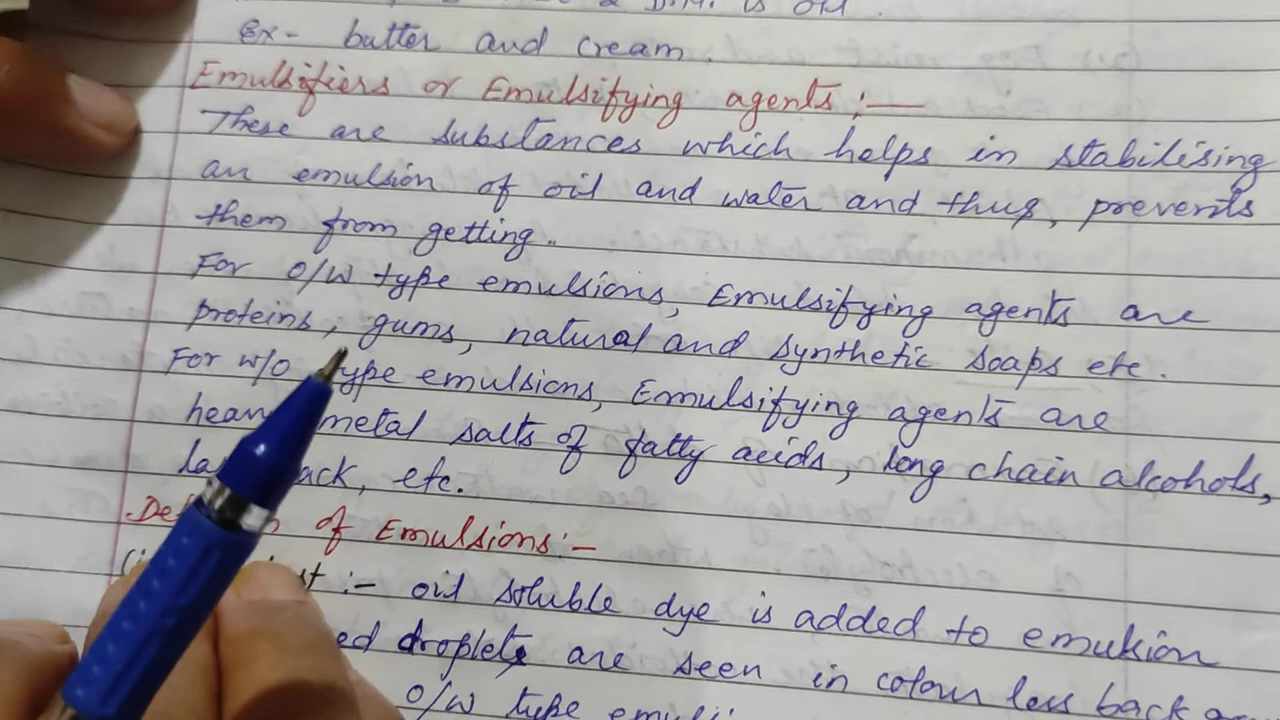 is oil.
Ex- butter and cream.
Emulsifiers or Emulsifying agents :-
These are substances which helps in stabilising
an emulsion of oil and water and thus, prevents
them from getting..
For O/W type emulsions, Emulsifying agents are
proteins, gums, natural and synthetic soaps etc.
For W/O type emulsions, Emulsifying agents are
metal salts of fatty acids, long chain alcohols,
etc.
of Emulsions:-
:- oil soluble dye is added to emulsion
droplets are seen in colour less back
O/W type